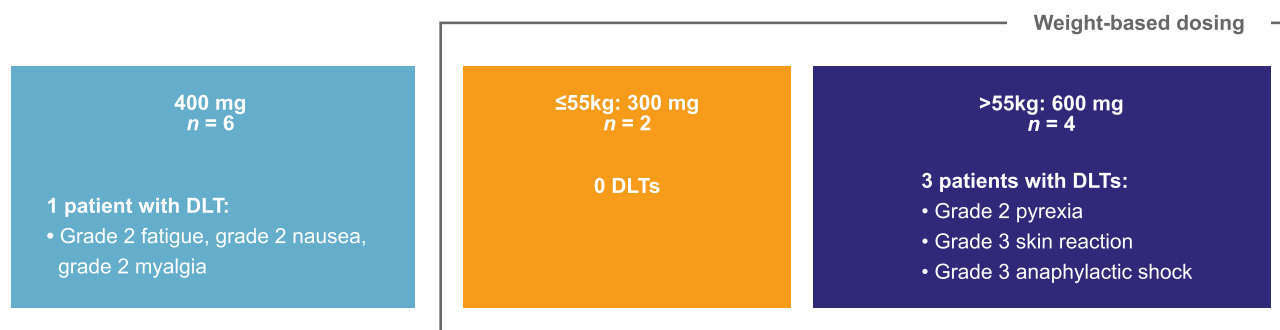 Weight-based dosing
400 mg
n = 6
1 patient with DLT:
• Grade 2 fatigue, grade 2 nausea,
grade 2 myalgia
≤55kg: 300 mg
n = 2
0 DLTs
>55kg: 600 mg
n = 4
3 patients with DLTs:
• Grade 2 pyrexia
• Grade 3 skin reaction
• Grade 3 anaphylactic shock